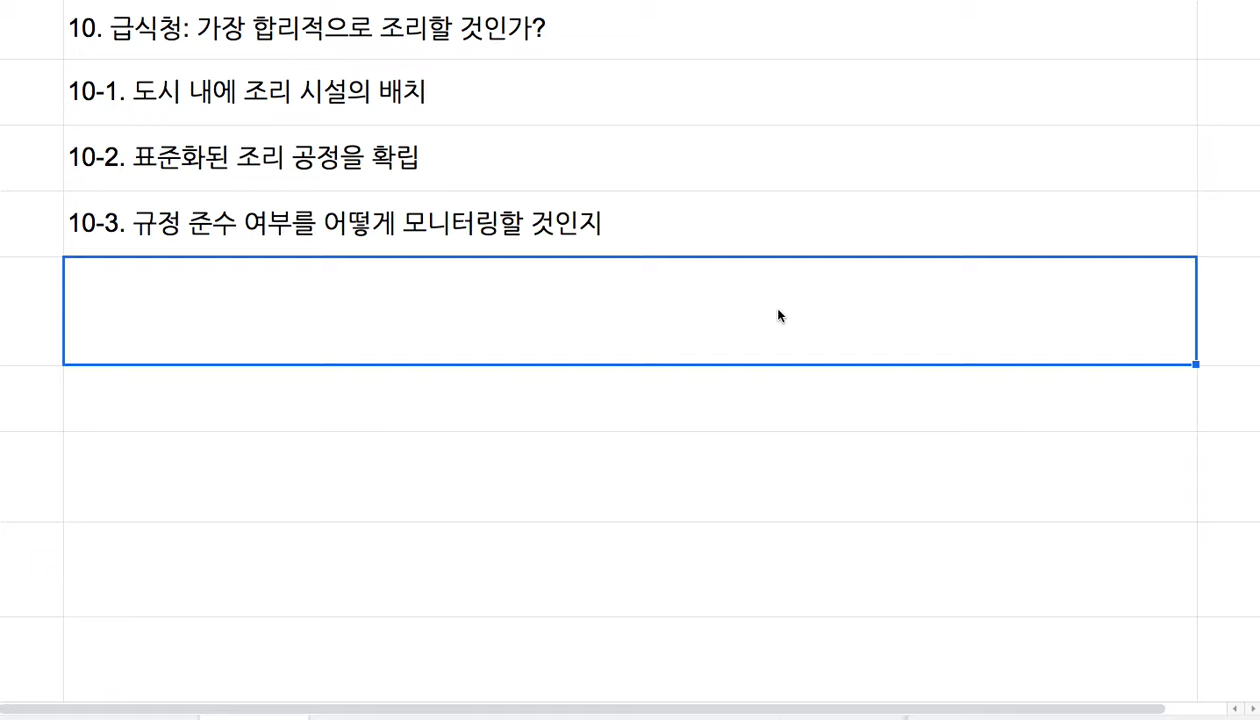 10. 급식청: 가장 합리적으로 조리할 것인가?
10-1. 도시 내에 조리 시설의 배치
10-2. 표준화된 조리 공정을 확립
10-3. 규정 준수 여부를 어떻게 모니터링할 것인지